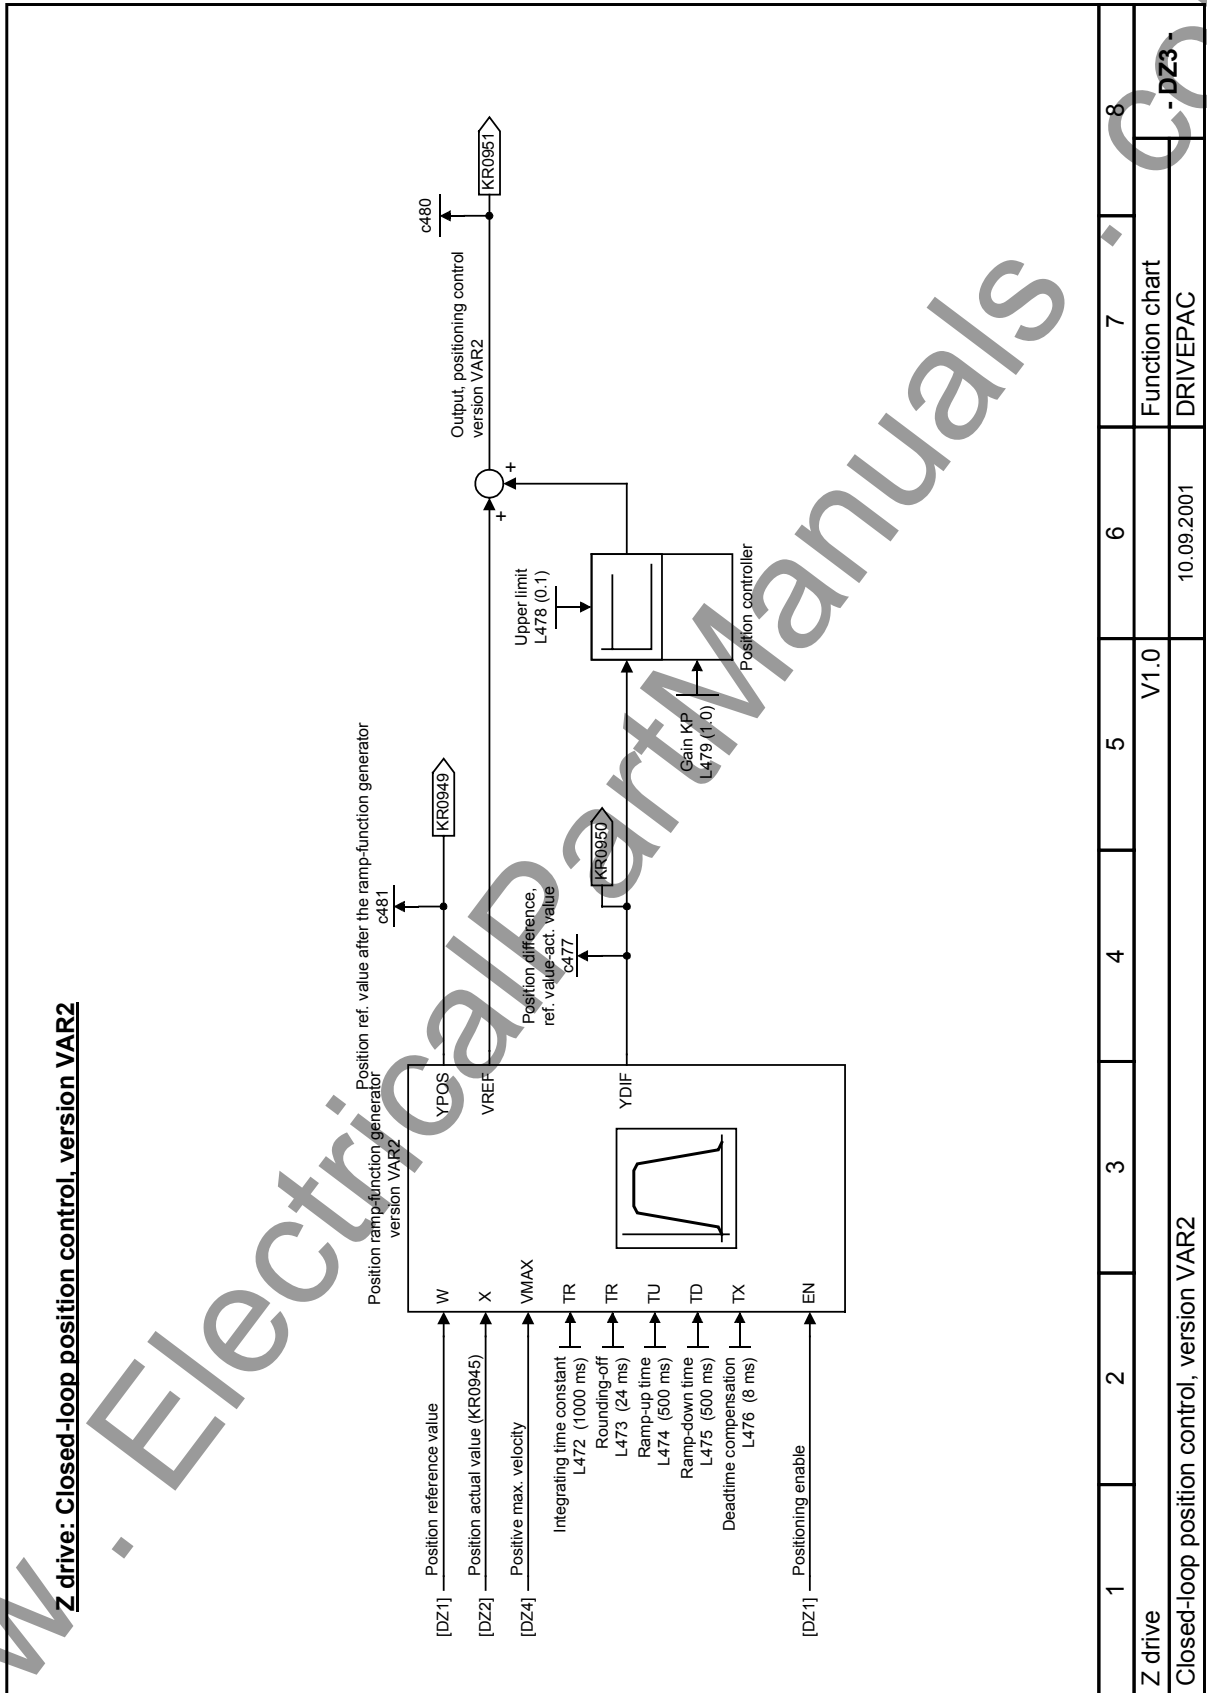 Z drive: Closed-loop position control, version VAR2
Position ramp-function generator
version VAR2
[DZ1]
Position reference value
W
[DZ2]
Position actual value (KR0945)
X
[DZ4]
Positive max. velocity
VMAX
Integrating time constant
L472 (1000 ms)
TR
Rounding-off
L473 (24 ms)
TR
Ramp-up time
L474 (500 ms)
TU
Ramp-down time
L475 (500 ms)
TD
Deadtime compensation
L476 (8 ms)
TX
[DZ1]
Positioning enable
EN
YPOS
VREF
YDIF
Position ref. value after the ramp-function generator
c481
KR0949
Position difference,
ref. value-act. value
c477
KR0950
Upper limit
L478 (0.1)
Gain KP
L479 (1.0)
Position controller
+
+
Output, positioning control
version VAR2
c480
KR0951
1 2 3 4 5 6 7 8
Z drive V1.0 Function chart
- DZ3 -
Closed-loop position control, version VAR2 10.09.2001 DRIVEPAC
w . ElectricalPartManuals . co